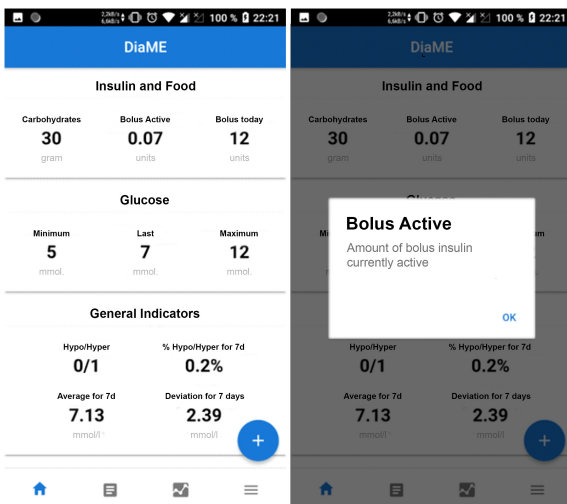 2,2kB/s
6,6kB/s 100 % 22:21
DiaME
Insulin and Food
Carbohydrates Bolus Active Bolus today
30 0.07 12
gram units units
Glucose
Minimum Last Maximum
5 7 12
mmol. mmol. mmol.
General Indicators
Hypo/Hyper % Hypo/Hyper for 7d
0/1 0.2%
Average for 7d Deviation for 7 days
7.13 2.39
mmol/l mmol/l
+
2,2kB/s
6,6kB/s 100 % 22:21
DiaME
Insulin and Food
Carbohydrates Bolus Active Bolus today
30 0.07 12
gram units units
Bolus Active
Amount of bolus insulin
currently active
OK
General Indicators
Hypo/Hyper % Hypo/Hyper for 7d
0/1 0.2%
Average for 7d Deviation for 7 days
7.13 2.39
mmol/l mmol/l
+